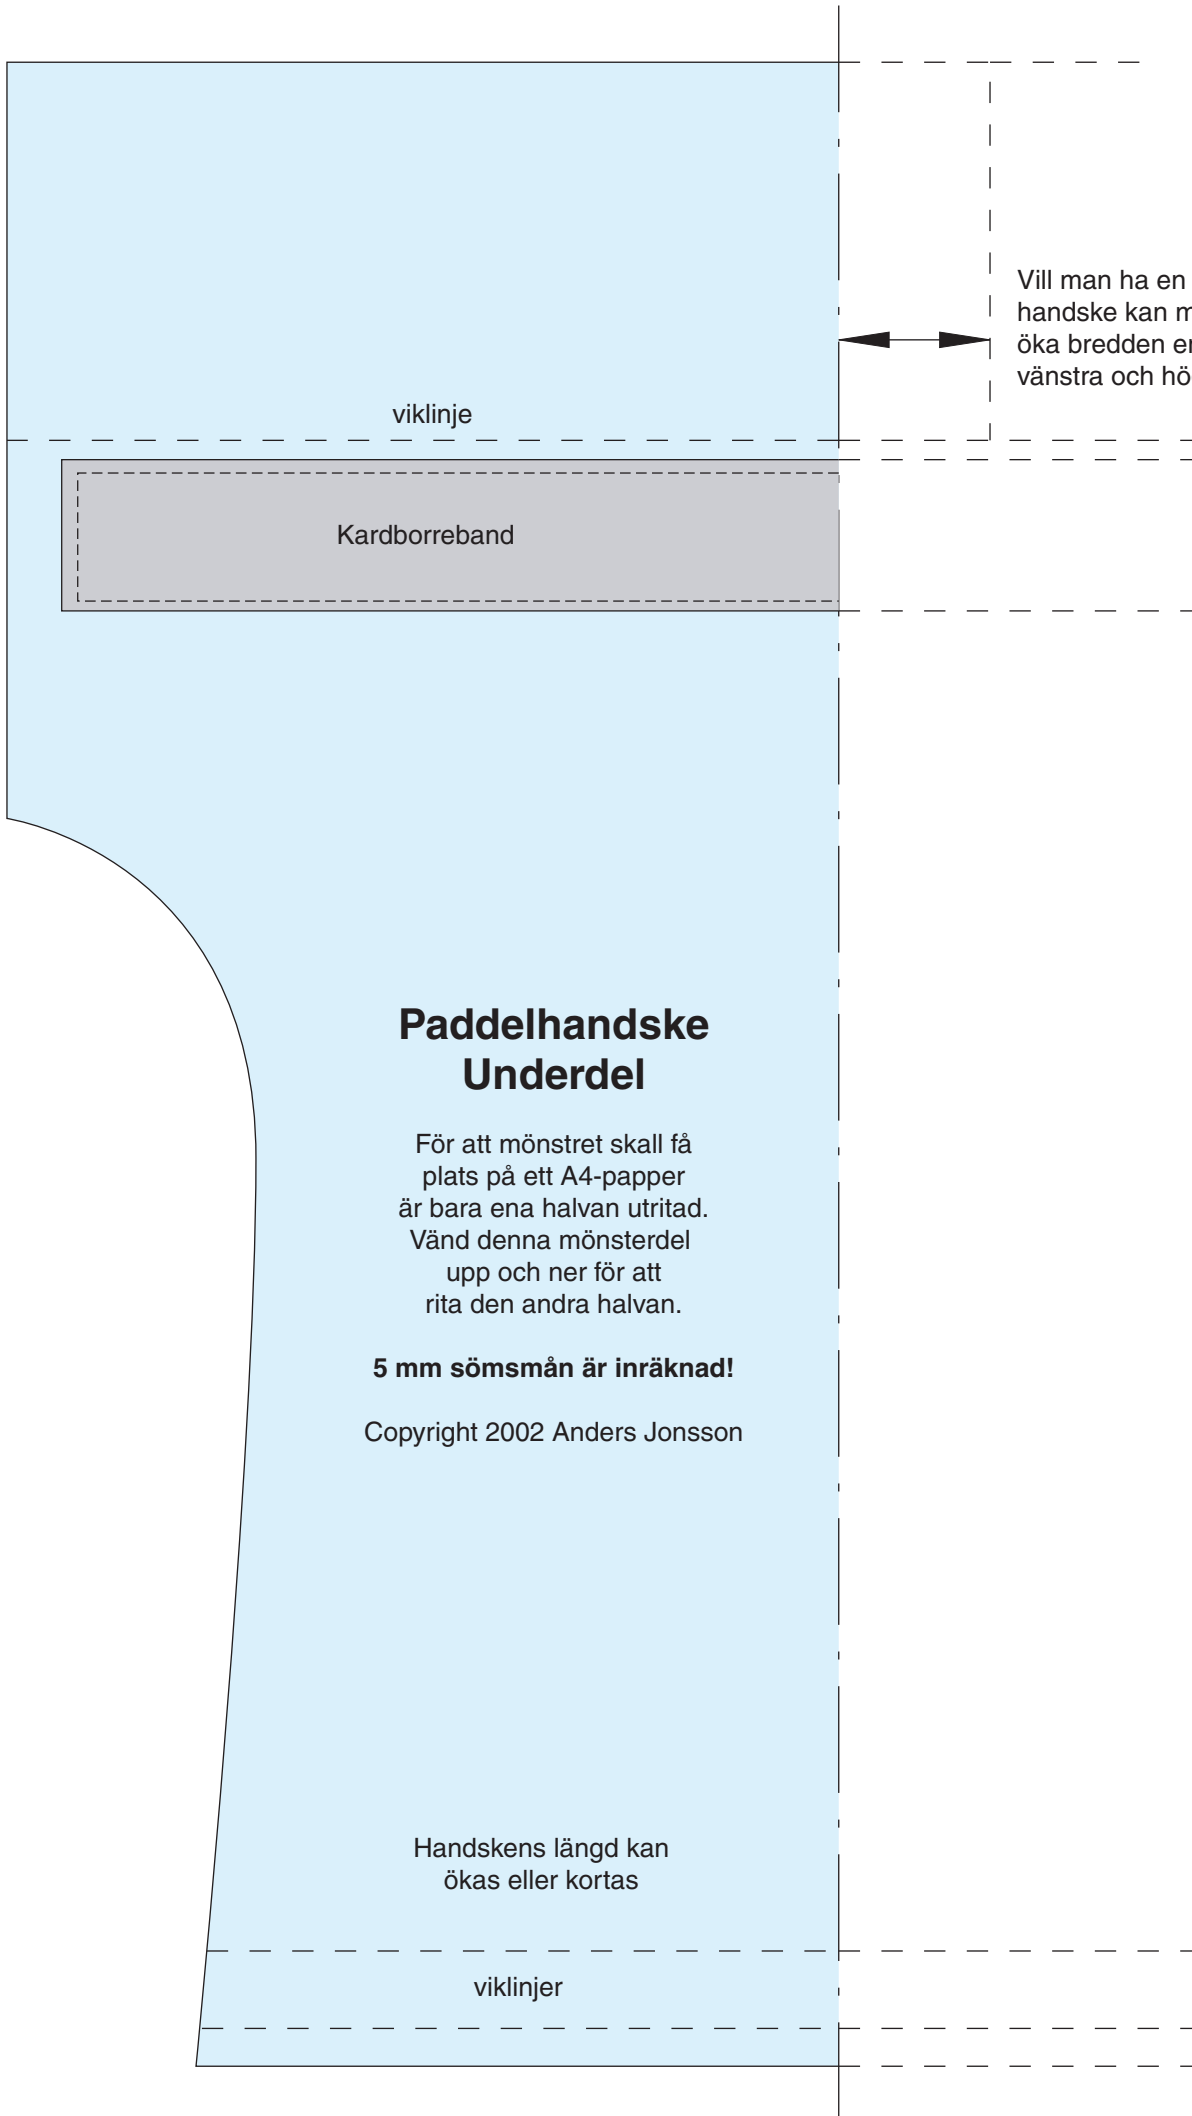 Vill man ha en
handske kan
öka bredden
vänstra och
viklinje
Kardborreband
Paddelhandske
Underdel
För att mönstret skall få
plats på ett A4-papper
är bara ena halvan utritad.
Vänd denna mönsterdel
upp och ner för att
rita den andra halvan.
5 mm sömsmån är inräknad!
Copyright 2002 Anders Jonsson
Handskens längd kan
ökas eller kortas
viklinjer